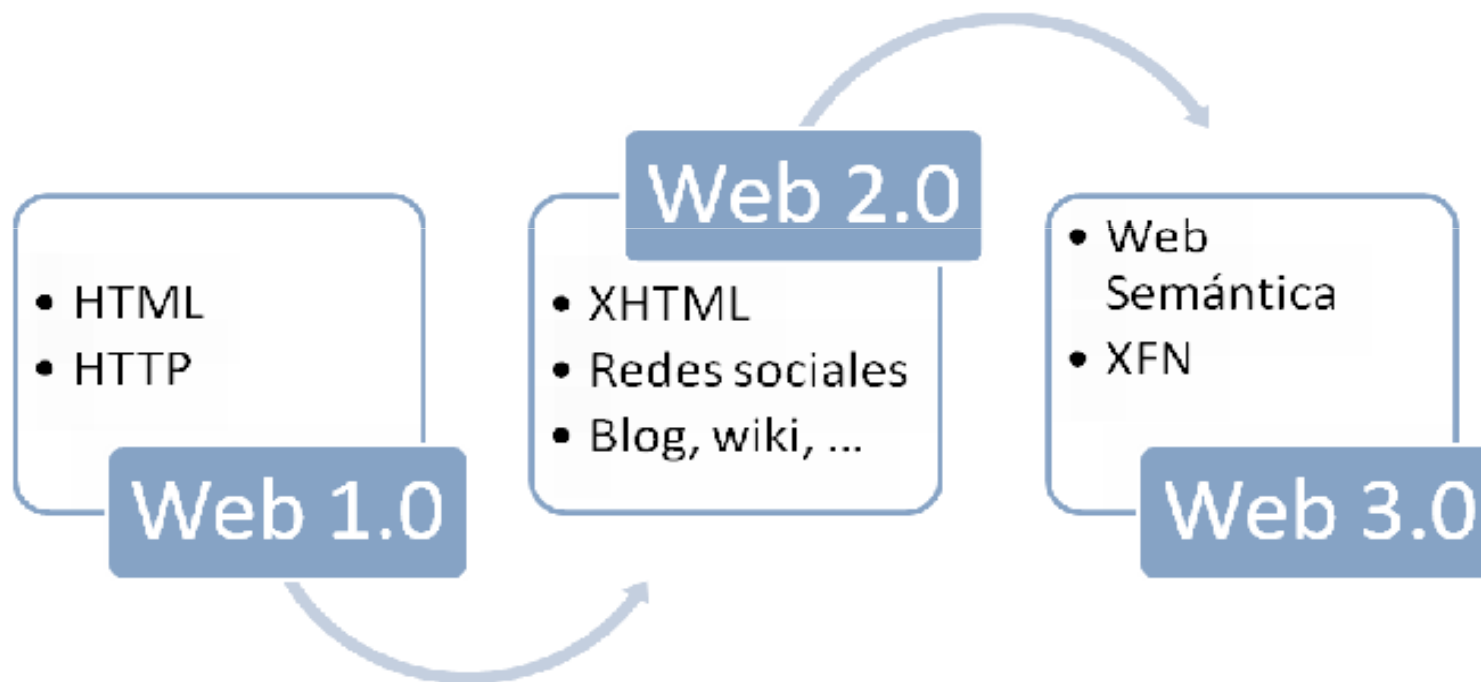 • HTML
• HTTP
Web 1.0
Web 2.0
• XHTML
• Redes sociales
• Blog, wiki, ...
• Web
Semántica
• XFN
Web 3.0